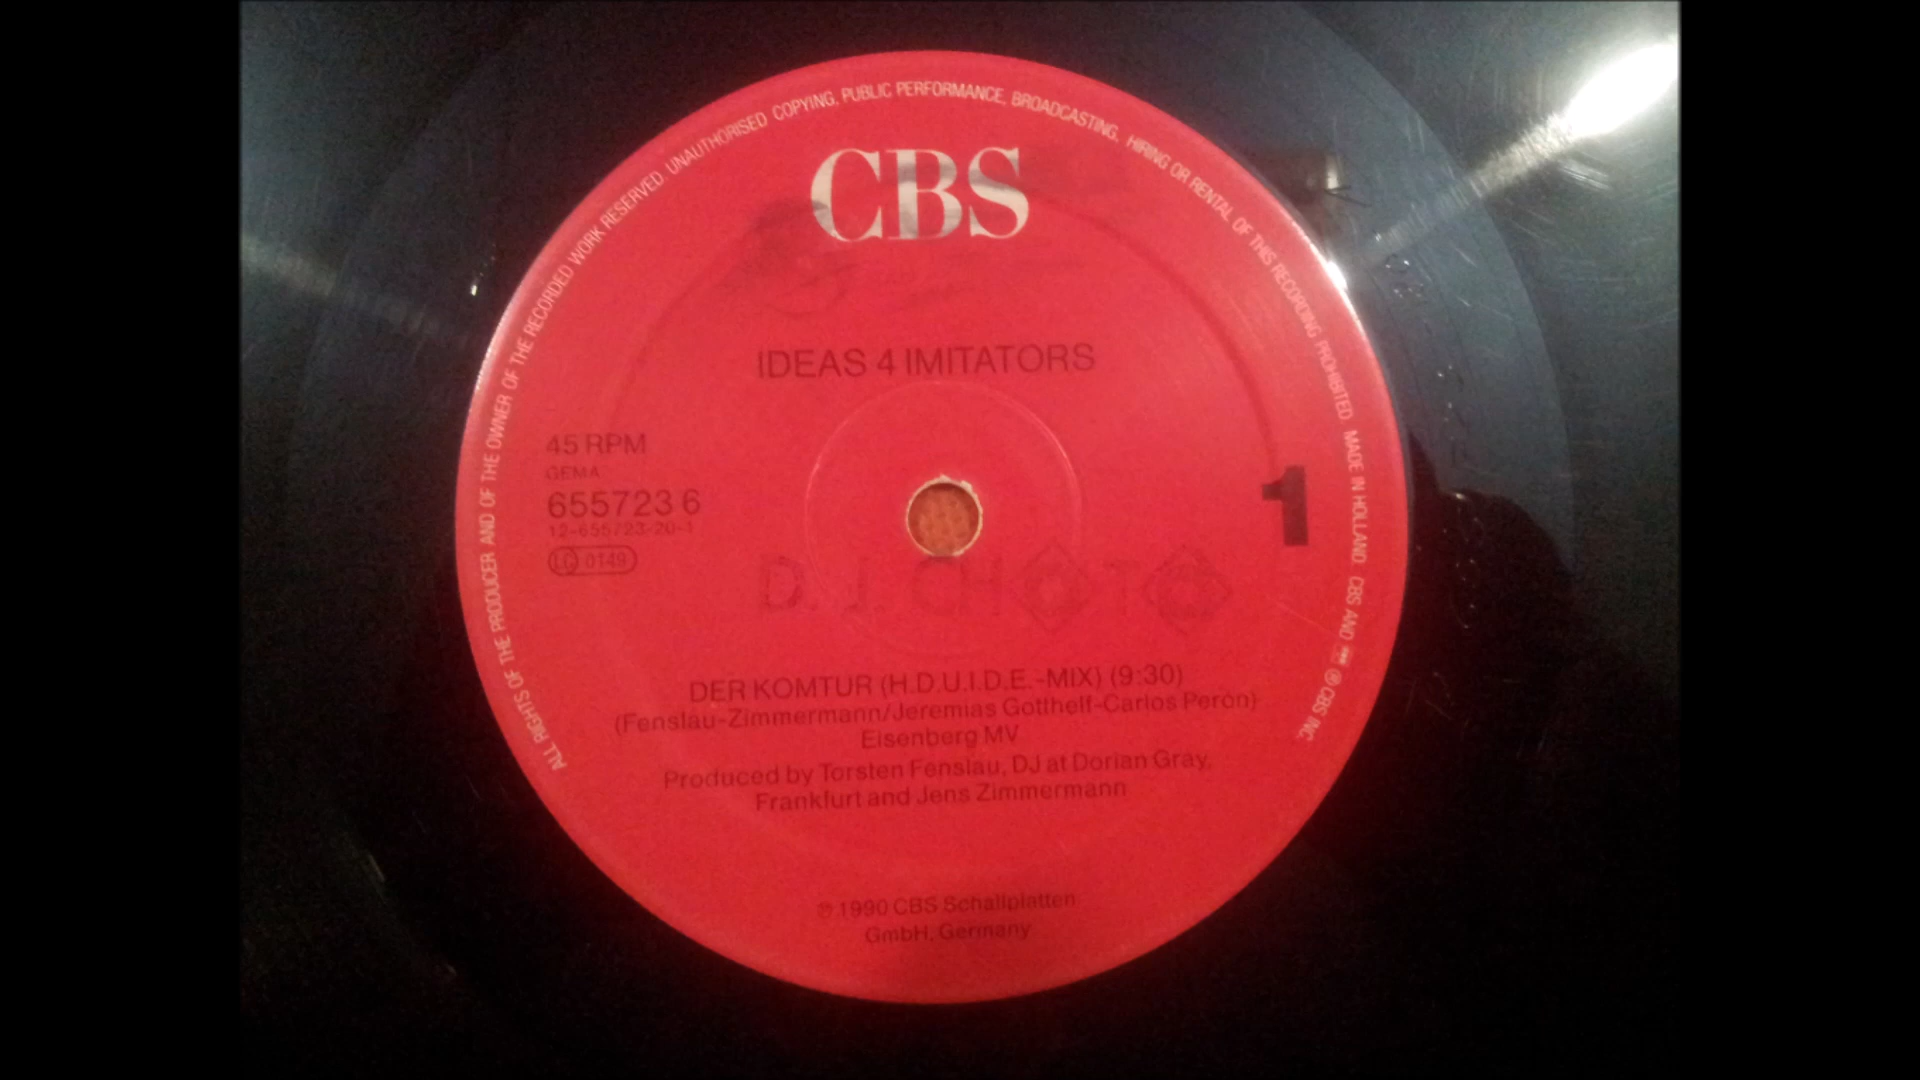 ALL RIGHTS OF THE PRODUCER AND OF THE OWNER OF THE RECORDED WORK RESERVED. UNAUTHORISED COPYING, PUBLIC PERFORMANCE, BROADCASTING, HIRING OR RENTAL OF THIS RECORDING PROHIBITED. MADE IN HOLLAND. CBS AND ℗ CBS INC.
CBS
IDEAS 4 IMITATORS
45 RPM
GEMA
655723 6
12-655723-20-1
LC 0149
1
D.J. CHOTO
DER KOMTUR (H.D.U.I.D.E.-MIX) (9:30)
(Fenslau-Zimmermann/Jeremias Gotthelf-Carlos Perón)
Eisenberg MV
Produced by Torsten Fenslau, DJ at Dorian Gray,
Frankfurt and Jens Zimmermann
℗ 1990 CBS Schallplatten
GmbH, Germany